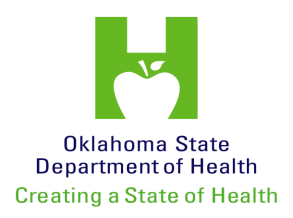 Oklahoma State
Department of Health
Creating a State of Health